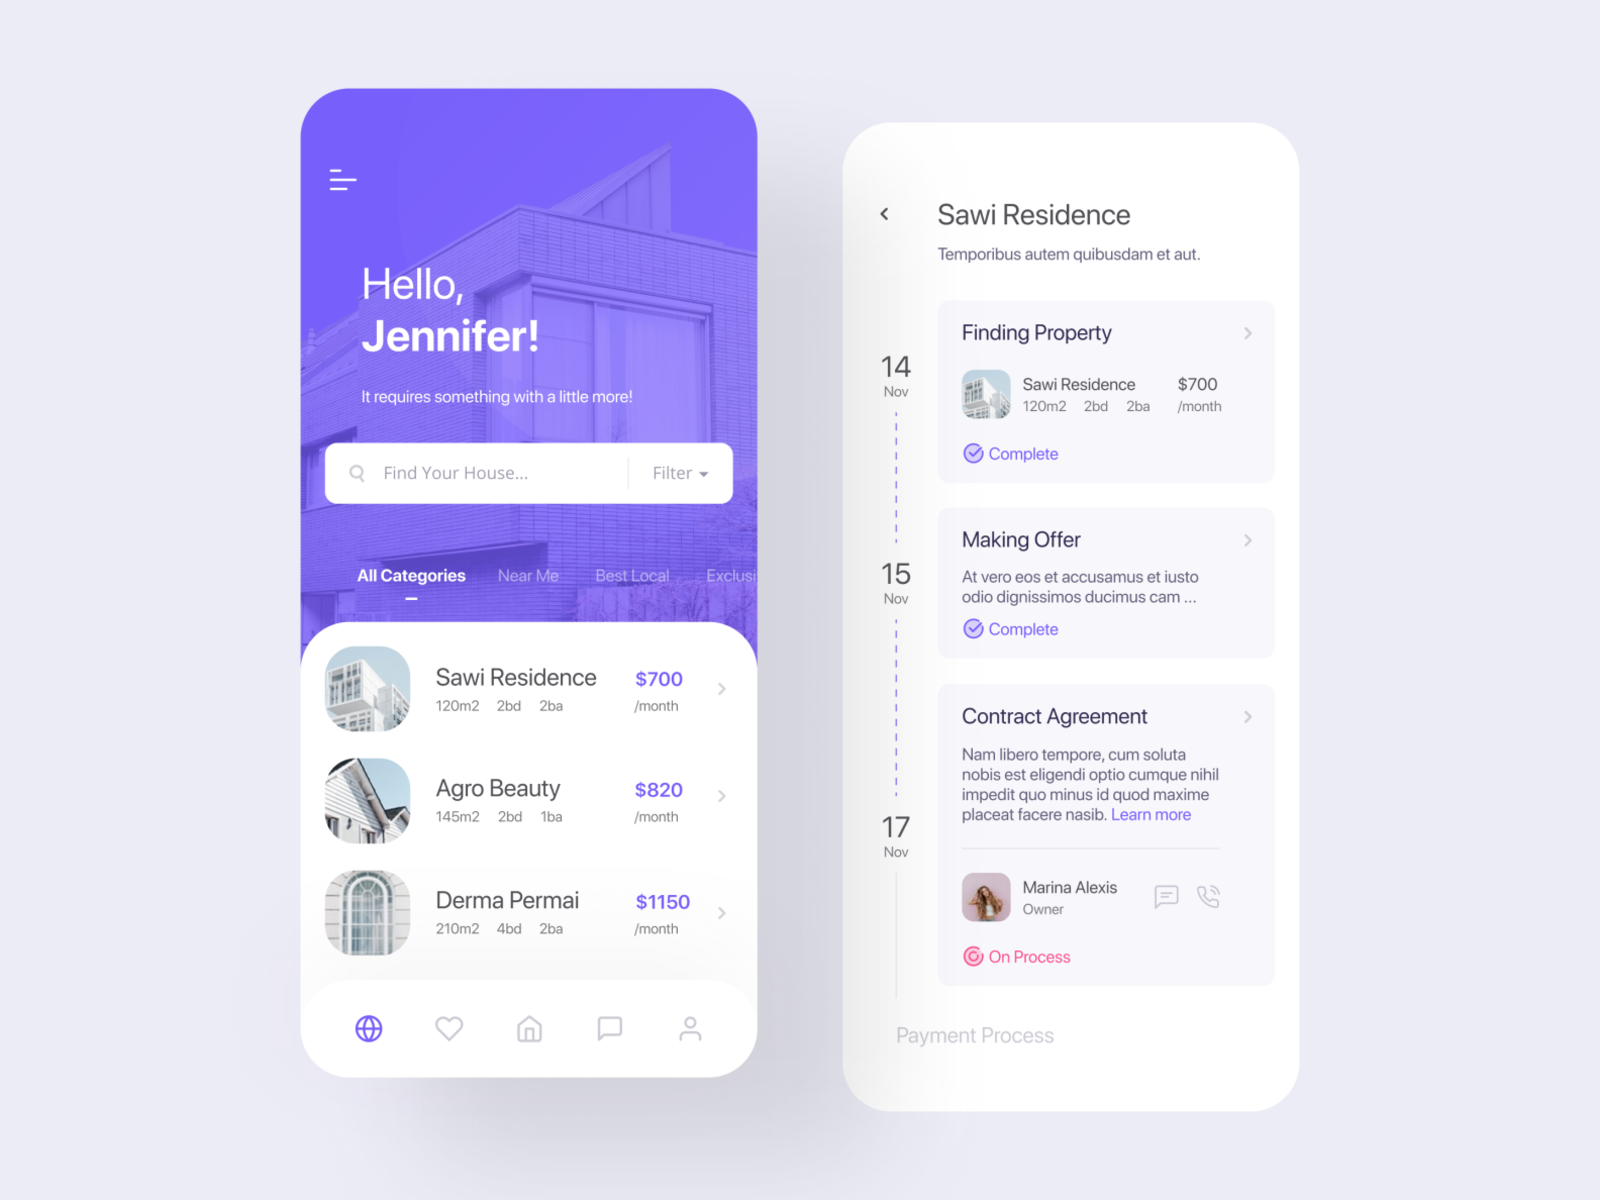 Hello,
Jennifer!
It requires something with a little more!
Find Your House...
Filter
All Categories Near Me Best Local Exclusi
Sawi Residence $700
120m2 2bd 2ba /month
Agro Beauty $820
145m2 2bd 1ba /month
Derma Permai $1150
210m2 4bd 2ba /month
Sawi Residence
Temporibus autem quibusdam et aut.
14
Nov
Finding Property
Sawi Residence $700
120m2 2bd 2ba /month
Complete
15
Nov
Making Offer
At vero eos et accusamus et iusto
odio dignissimos ducimus cam ...
Complete
17
Nov
Contract Agreement
Nam libero tempore, cum soluta
nobis est eligendi optio cumque nihil
impedit quo minus id quod maxime
placeat facere nasib. Learn more
Marina Alexis
Owner
On Process
Payment Process